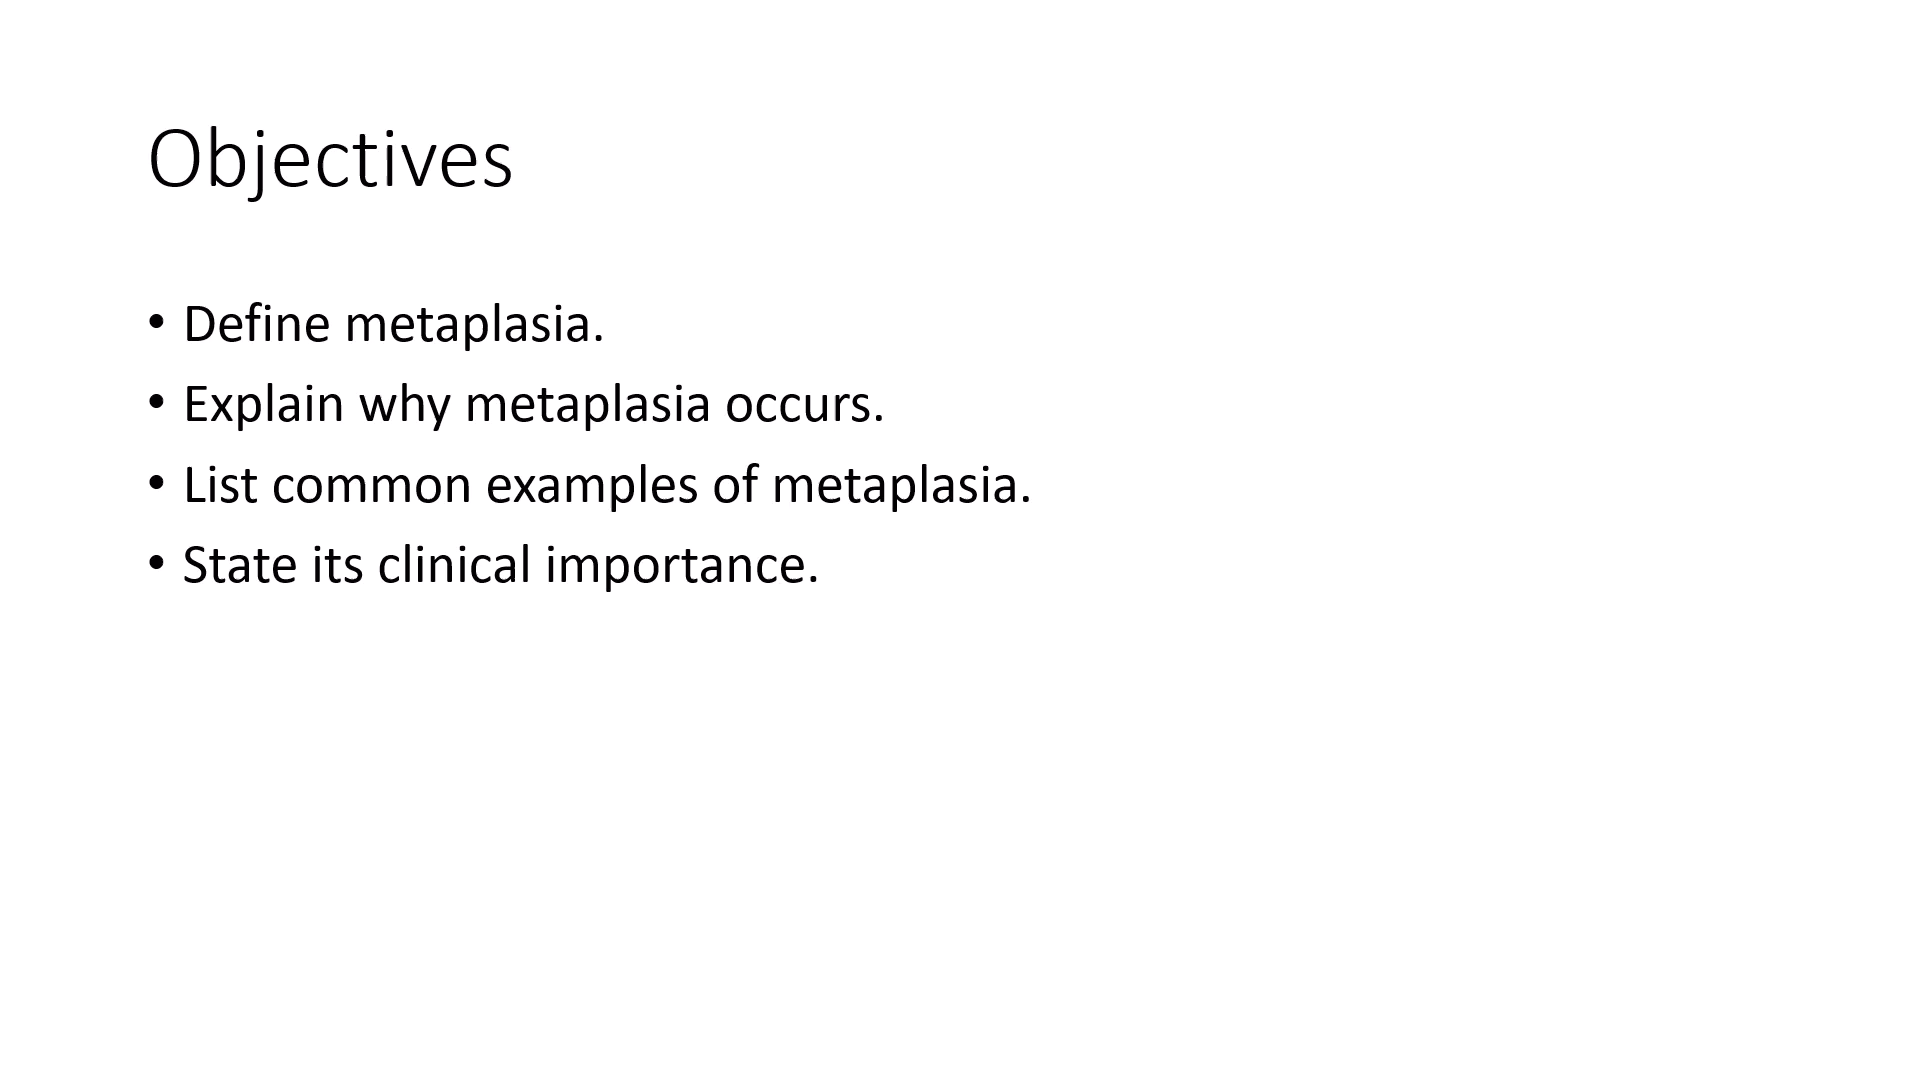 Objectives
• Define metaplasia.
• Explain why metaplasia occurs.
• List common examples of metaplasia.
• State its clinical importance.